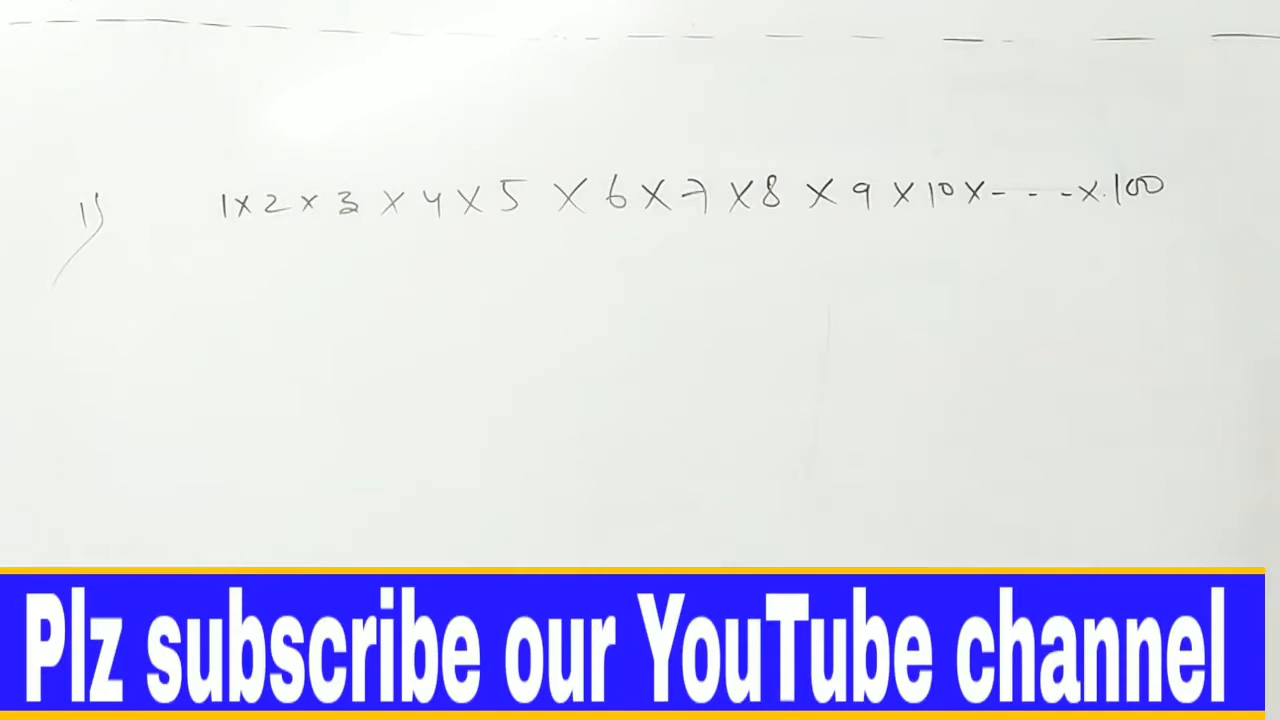 1) 1 x 2 x 3 x 4 x 5 x 6 x 7 x 8 x 9 x 10 x - - - - x 100
Plz subscribe our YouTube channel